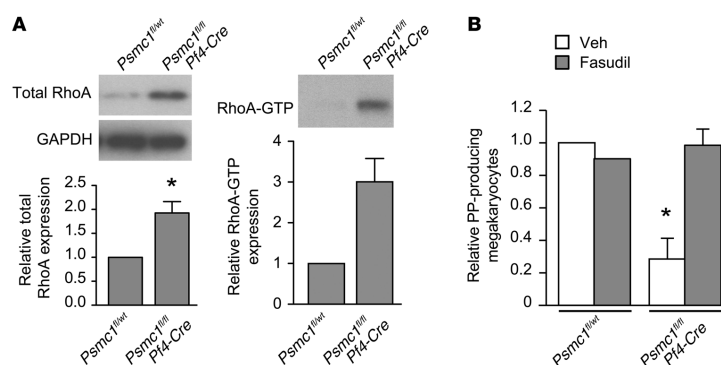 A
Psmc1fl/wt
Psmc1fl/fl
Pf4-Cre
Total RhoA
GAPDH
Relative total
RhoA expression
2.5
2.0
1.5
1.0
0.5
0.0
*
Psmc1fl/wt
Psmc1fl/fl
Pf4-Cre
Psmc1fl/wt
Psmc1fl/fl
Pf4-Cre
RhoA-GTP
Relative RhoA-GTP
expression
4
3
2
1
0
Psmc1fl/wt
Psmc1fl/fl
Pf4-Cre
B
Veh
Fasudil
Relative PP-producing
megakaryocytes
1.2
1.0
0.8
0.6
0.4
0.2
0
*
Psmc1fl/wt
Psmc1fl/fl
Pf4-Cre